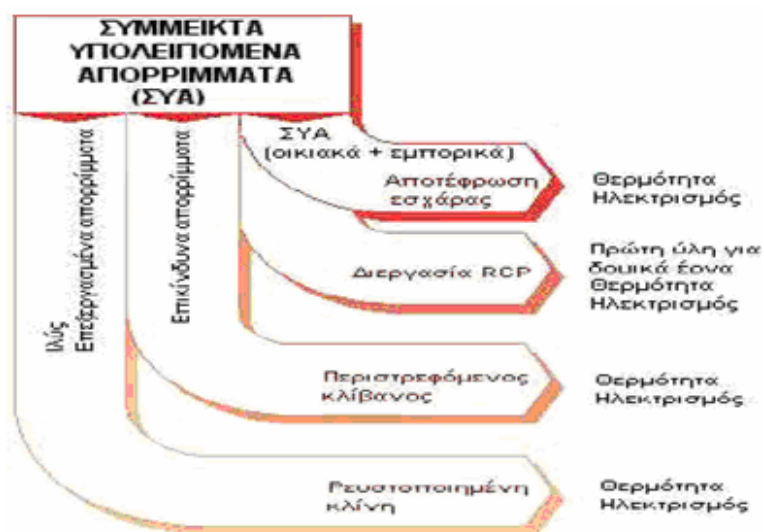 ΣΥΜΜΕΙΚΤΑ
ΥΠΟΛΕΙΠΟΜΕΝΑ
ΑΠΟΡΡΙΜΜΑΤΑ
(ΣΥΑ)
Ιλύς
Επεξεργασμένα απορρίμματα
Επικίνδυνα απορρίμματα
ΣΥΑ
(οικιακά + εμπορικά)
Αποτέφρωση
εσχάρας
Θερμότητα
Ηλεκτρισμός
Διεργασία RCP
Πρώτη ύλη για
δομικά έργα
Θερμότητα
Ηλεκτρισμός
Περιστρεφόμενος
κλίβανος
Θερμότητα
Ηλεκτρισμός
Ρευστοποιημένη
κλίνη
Θερμότητα
Ηλεκτρισμός